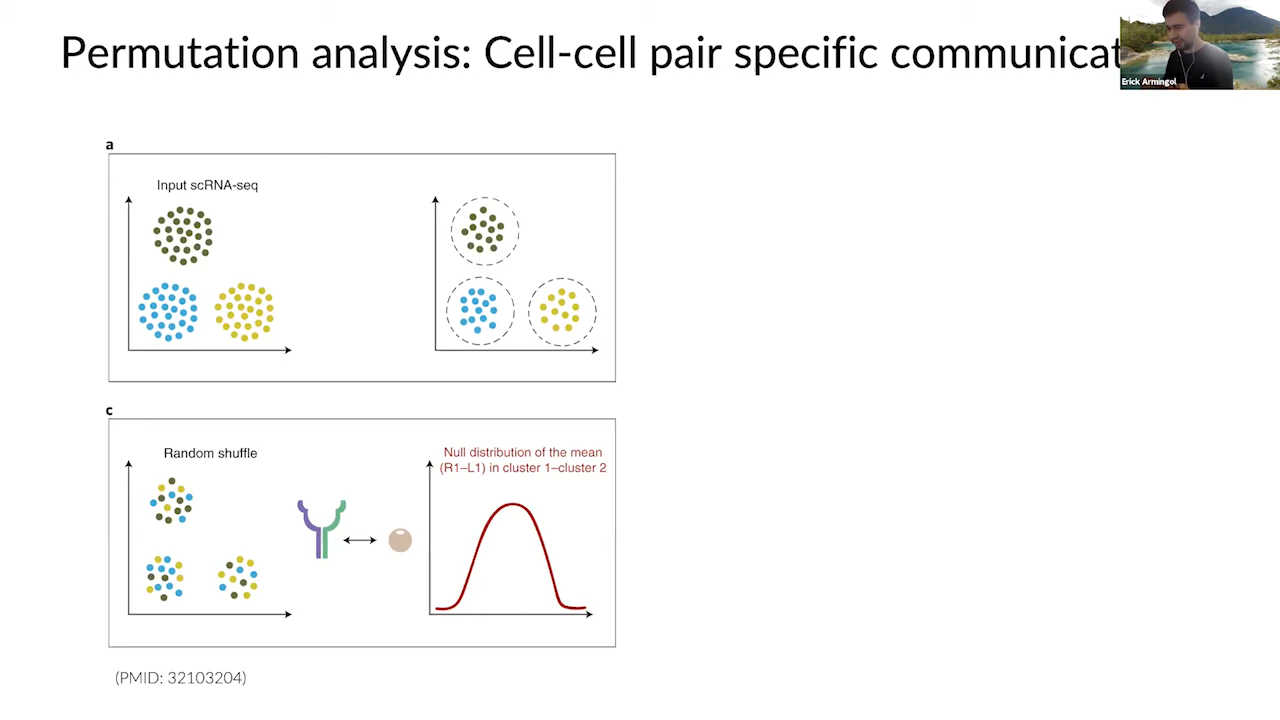 Permutation analysis: Cell-cell pair specific communicat
Erick Armingol
a
Input scRNA-seq
c
Random shuffle
Null distribution of the mean
(R1–L1) in cluster 1–cluster 2
(PMID: 32103204)